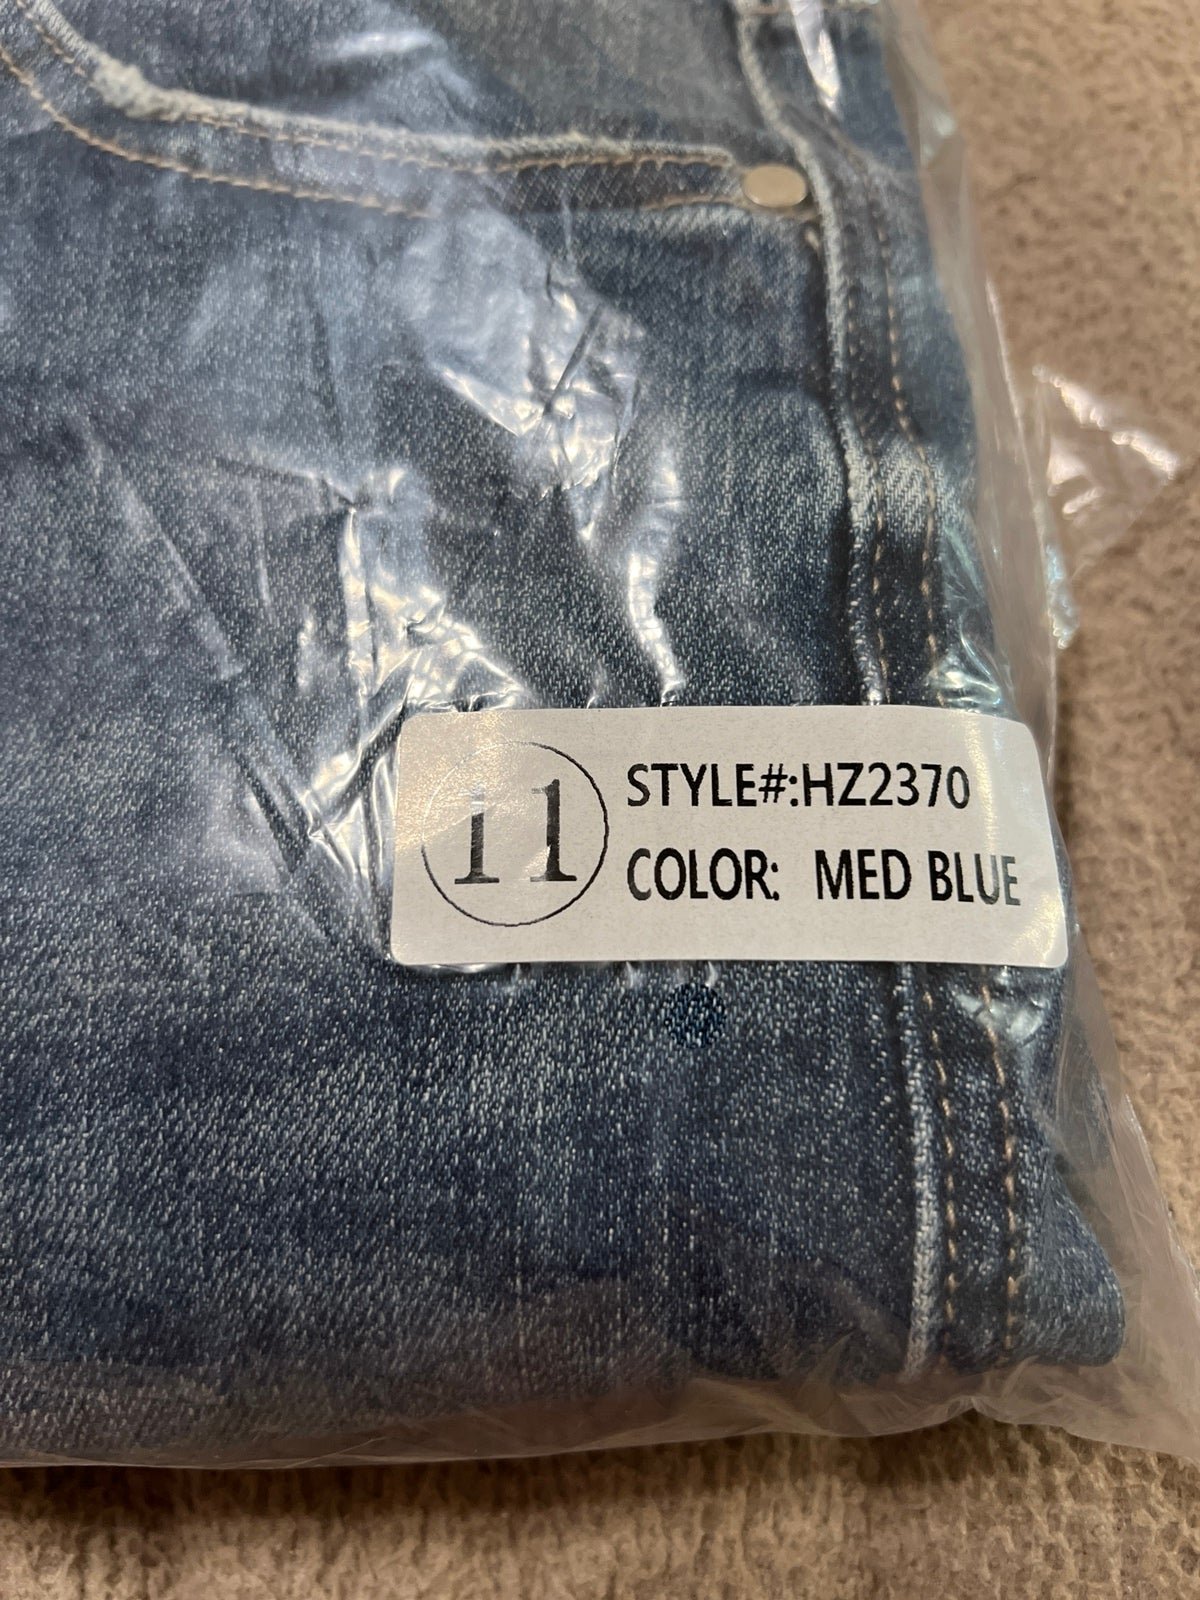 11
STYLE#:HZ2370
COLOR: MED BLUE